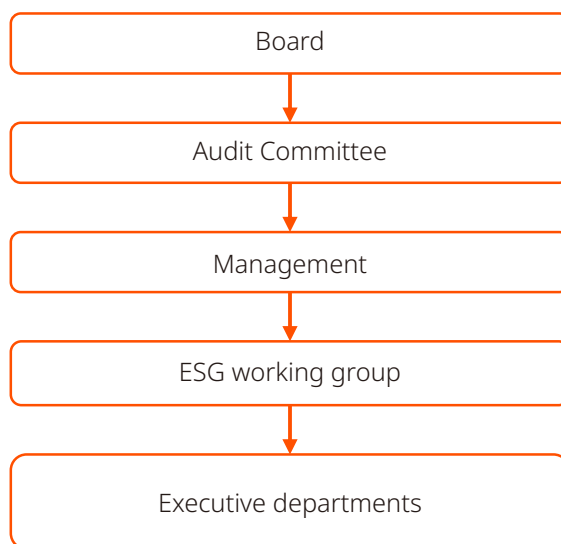 Board
Audit Committee
Management
ESG working group
Executive departments